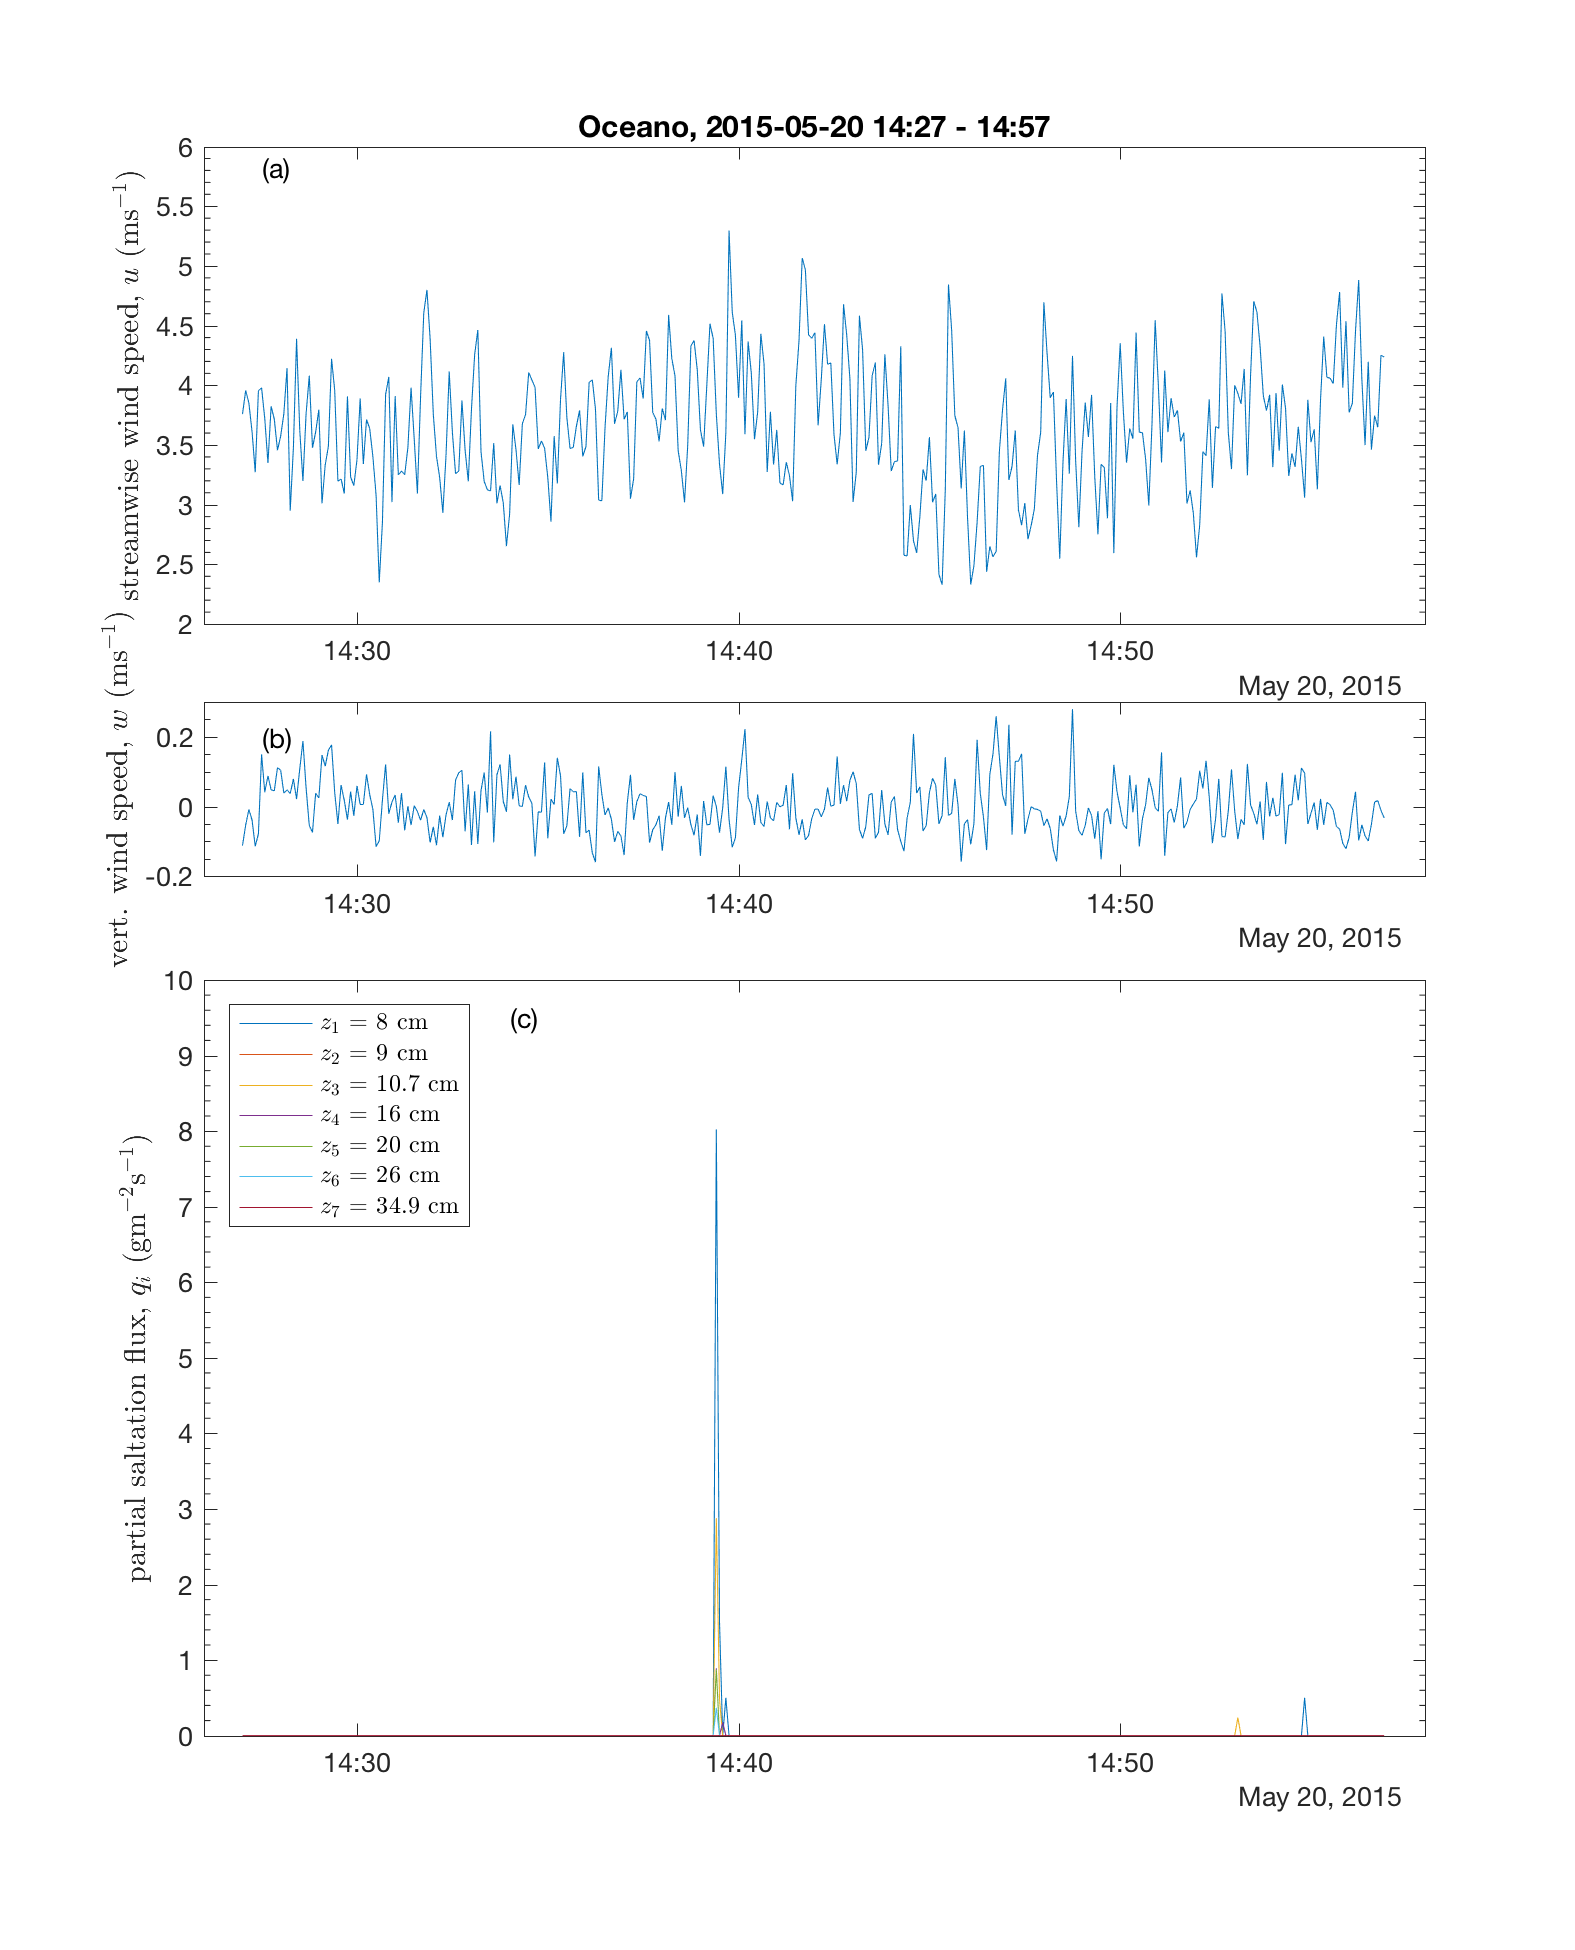 Oceano, 2015-05-20 14:27 - 14:57
(a)
streamwise wind speed, u (ms⁻¹)
6
5.5
5
4.5
4
3.5
3
2.5
2
14:30 14:40 14:50
May 20, 2015
(b)
vert. wind speed, w (ms⁻¹)
0.2
0
-0.2
14:30 14:40 14:50
May 20, 2015
(c)
partial saltation flux, qᵢ (gm⁻²s⁻¹)
10
9
8
7
6
5
4
3
2
1
0
z₁ = 8 cm
z₂ = 9 cm
z₃ = 10.7 cm
z₄ = 16 cm
z₅ = 20 cm
z₆ = 26 cm
z₇ = 34.9 cm
14:30 14:40 14:50
May 20, 2015